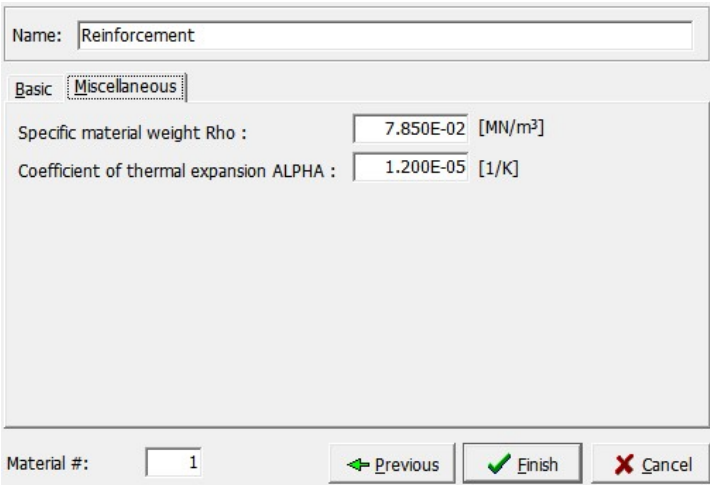 Name: Reinforcement
Basic Miscellaneous
Specific material weight Rho : 7.850E-02 [MN/m³]
Coefficient of thermal expansion ALPHA : 1.200E-05 [1/K]
Material #: 1 Previous Finish Cancel